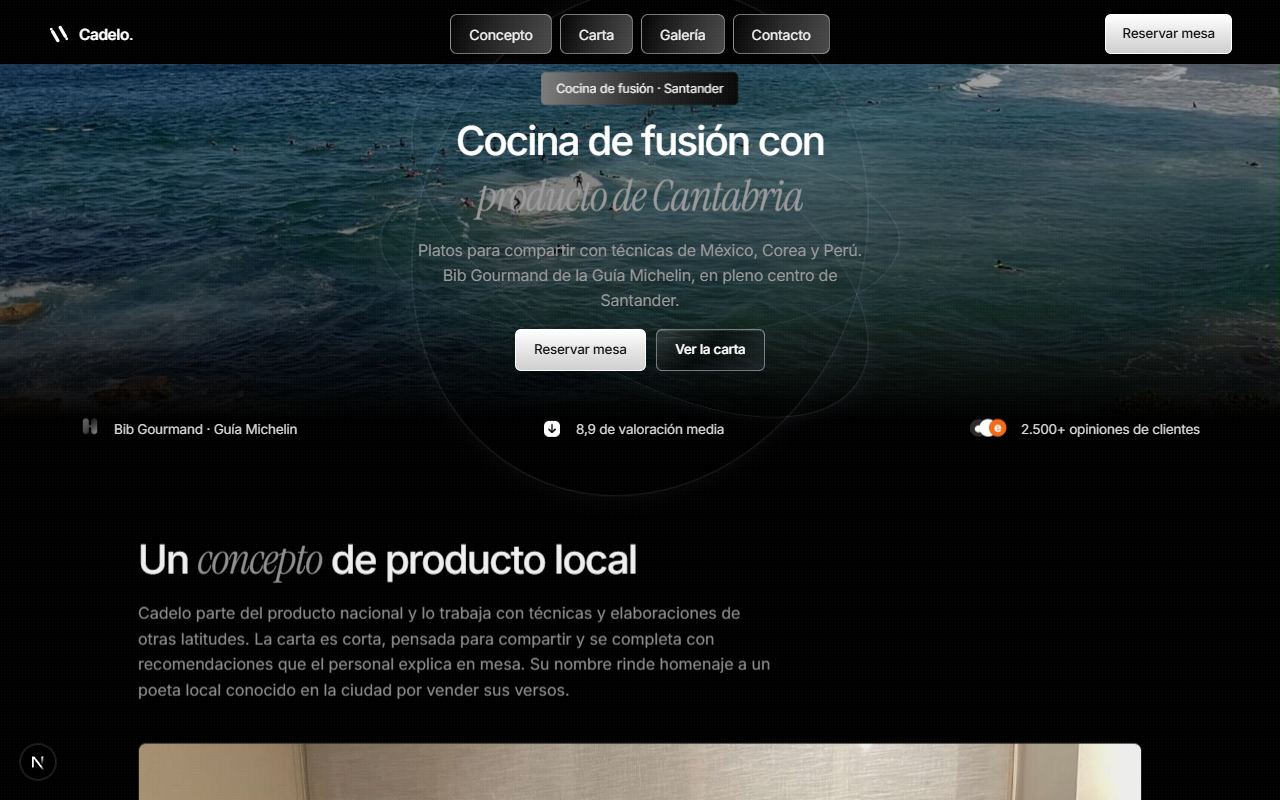 Cadelo.
Concepto
Carta
Galería
Contacto
Reservar mesa
Cocina de fusión · Santander
Cocina de fusión con
producto de Cantabria
Platos para compartir con técnicas de México, Corea y Perú.
Bib Gourmand de la Guía Michelin, en pleno centro de
Santander.
Reservar mesa
Ver la carta
Bib Gourmand · Guía Michelin
8,9 de valoración media
e
2.500+ opiniones de clientes
Un concepto de producto local
Cadelo parte del producto nacional y lo trabaja con técnicas y elaboraciones de
otras latitudes. La carta es corta, pensada para compartir y se completa con
recomendaciones que el personal explica en mesa. Su nombre rinde homenaje a un
poeta local conocido en la ciudad por vender sus versos.
N